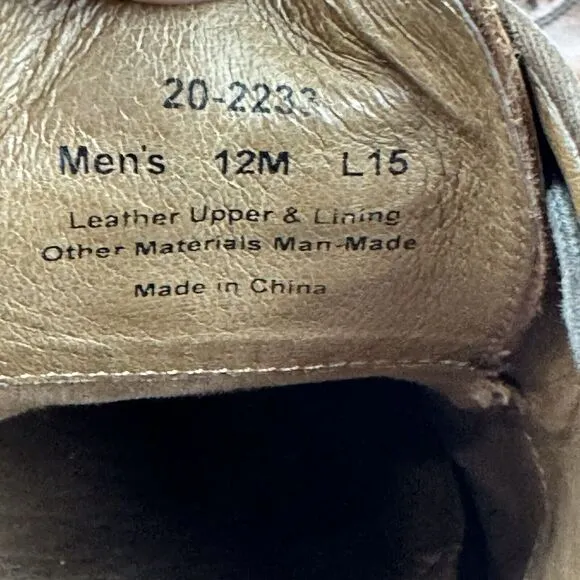 20-2233
Men's 12M L15
Leather Upper & Lining
Other Materials Man-Made
Made in China